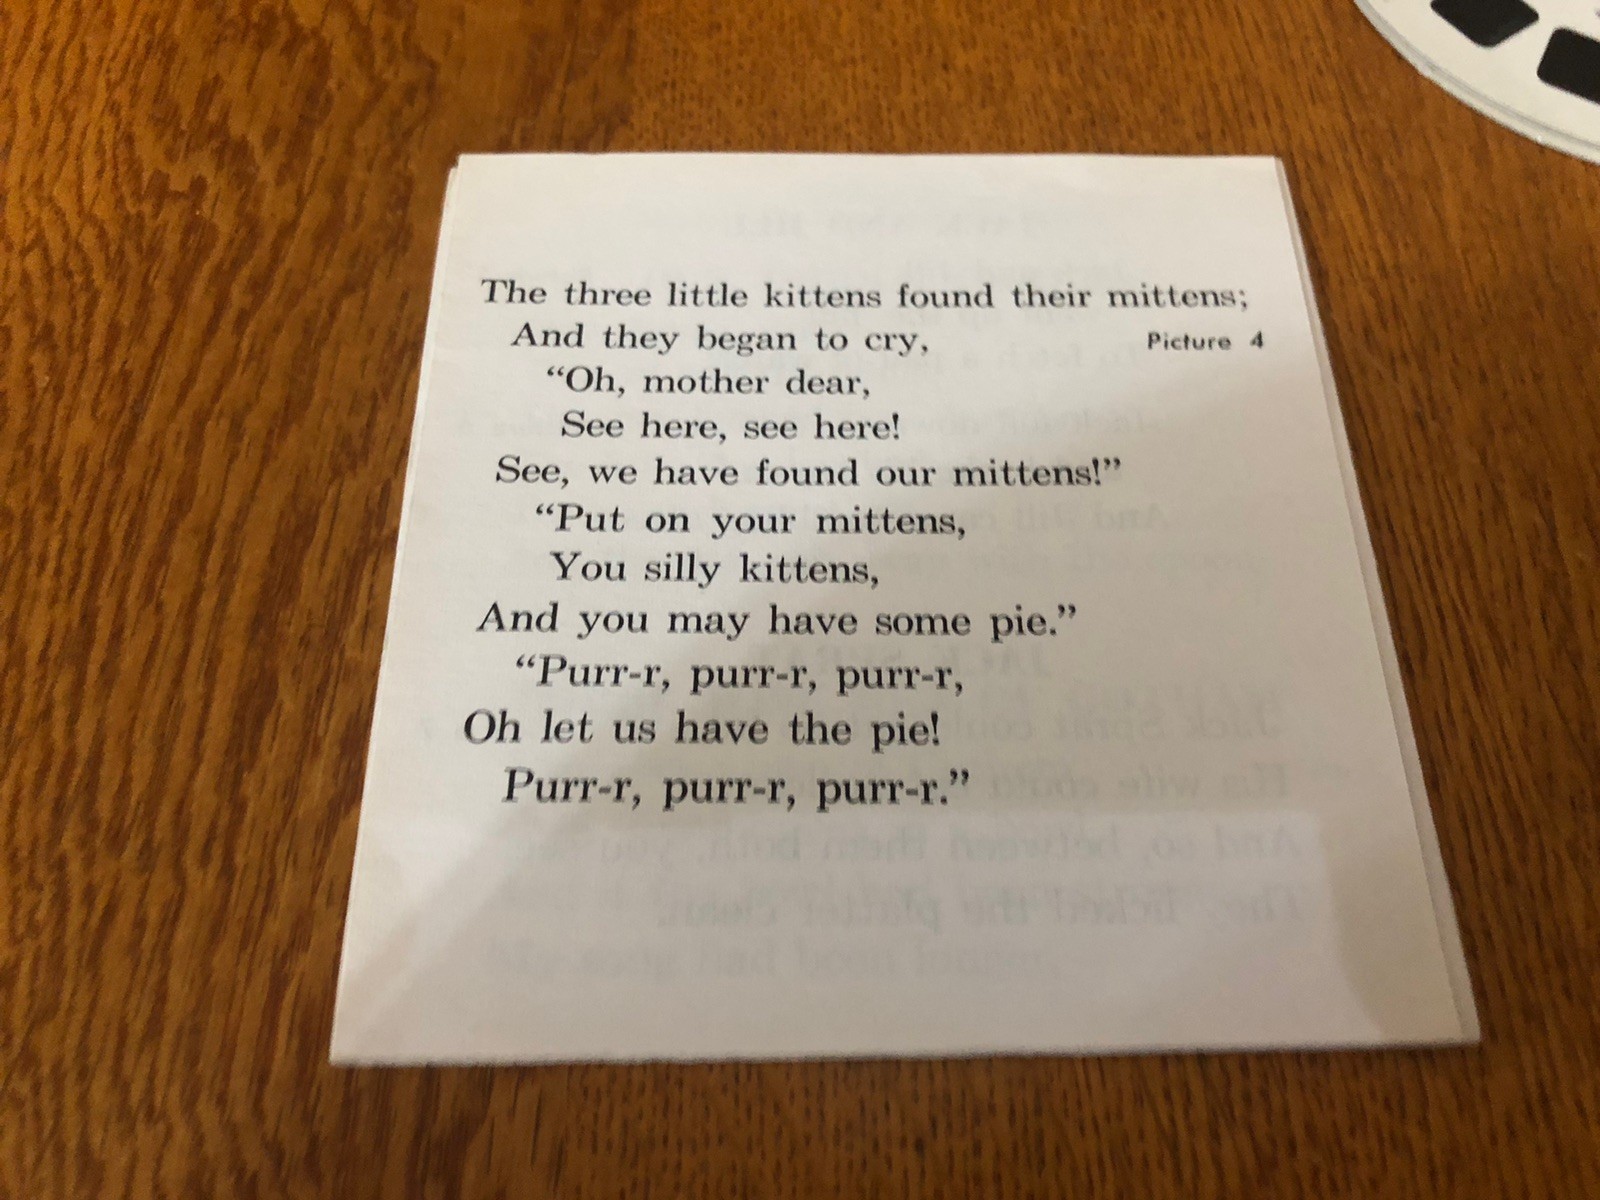 The three little kittens found their mittens;
And they began to cry, Picture 4
"Oh, mother dear,
See here, see here!
See, we have found our mittens!"
"Put on your mittens,
You silly kittens,
And you may have some pie."
"Purr-r, purr-r, purr-r,
Oh let us have the pie!
Purr-r, purr-r, purr-r."